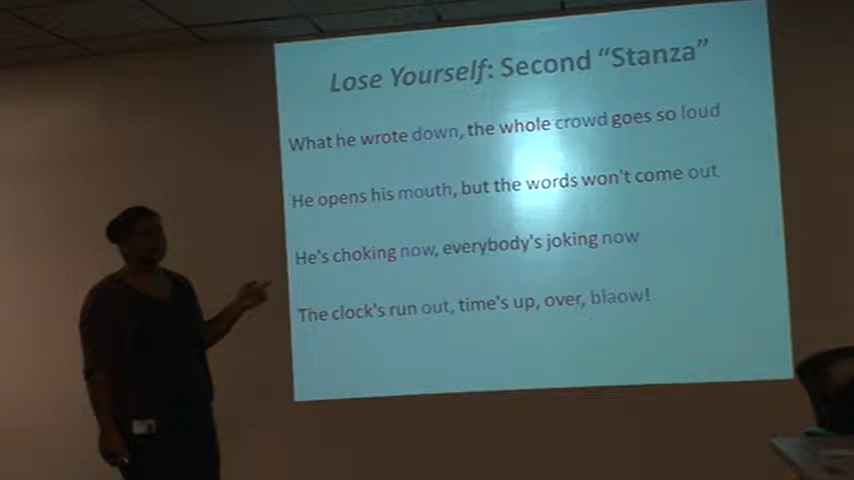 Lose Yourself: Second “Stanza”
What he wrote down, the whole crowd goes so loud
He opens his mouth, but the words won't come out
He's choking now, everybody's joking now
The clock's run out, time's up, over, blaow!